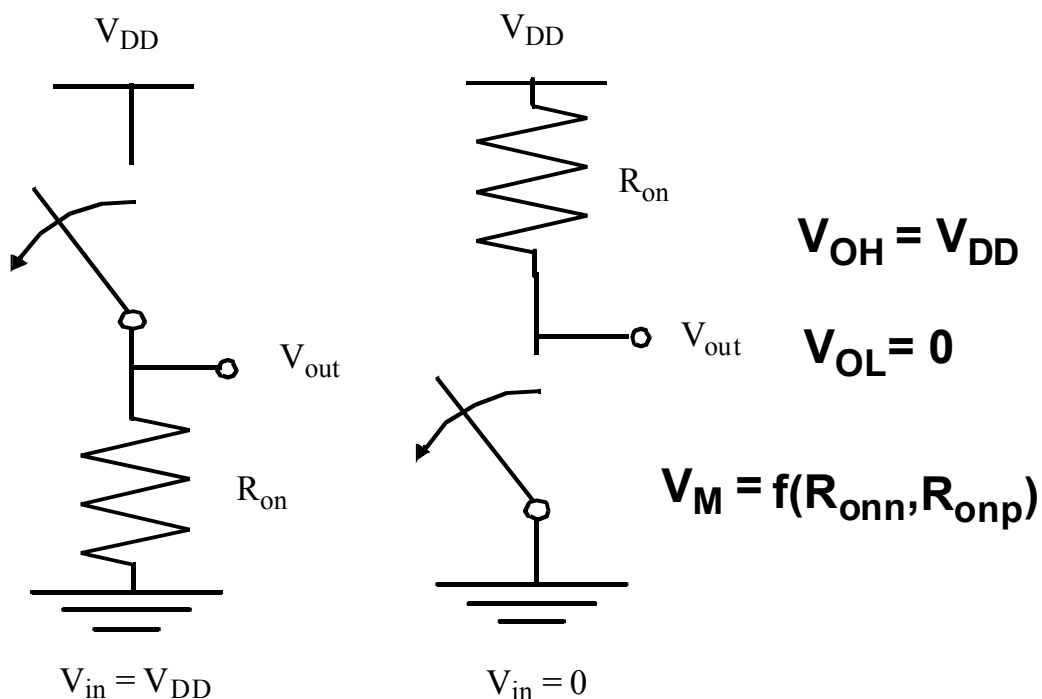 V_DD
V_out
R_on
V_in = V_DD
V_DD
R_on
V_out
V_in = 0
V_OH = V_DD
V_OL = 0
V_M = f(R_onn,R_onp)